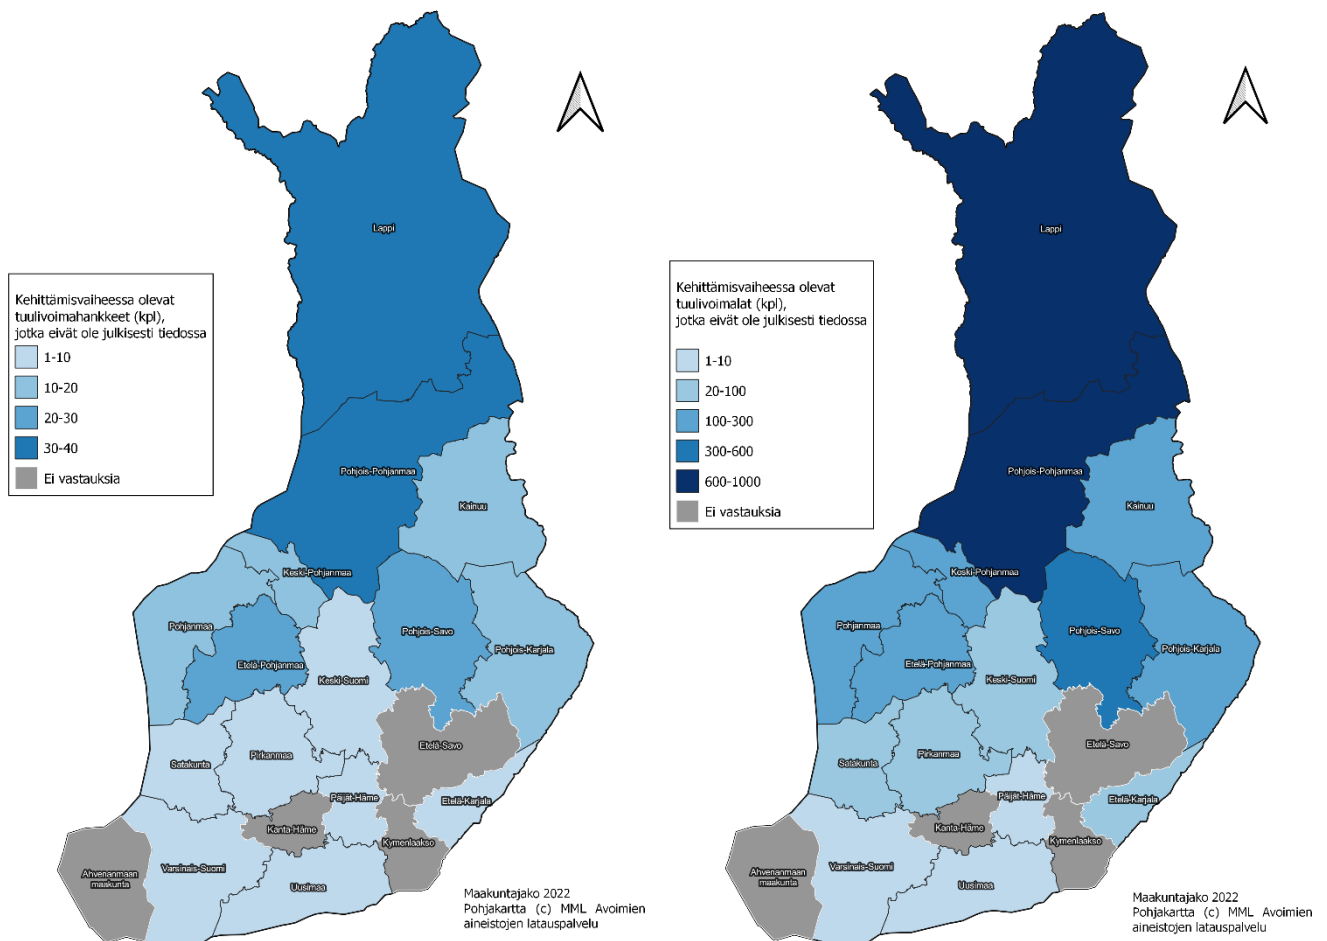 Lappi
Kehittämisvaiheessa olevat
tuulivoimahankkeet (kpl),
jotka eivät ole julkisesti tiedossa
1-10
10-20
20-30
30-40
Ei vastauksia
Pohjois-Pohjanmaa
Kainuu
Keski-Pohjanmaa
Pohjanmaa
Etelä-Pohjanmaa
Pohjois-Savo
Pohjois-Karjala
Keski-Suomi
Etelä-Savo
Satakunta
Pirkanmaa
Päijät-Häme
Etelä-Karjala
Kanta-Häme
Kymenlaakso
Ahvenanmaan
maakunta
Varsinais-Suomi
Uusimaa
Maakuntajako 2022
Pohjakartta (c) MML Avoimien
aineistojen latauspalvelu
Lappi
Kehittämisvaiheessa olevat
tuulivoimalat (kpl),
jotka eivät ole julkisesti tiedossa
1-10
20-100
100-300
300-600
600-1000
Ei vastauksia
Pohjois-Pohjanmaa
Kainuu
Keski-Pohjanmaa
Pohjanmaa
Etelä-Pohjanmaa
Pohjois-Savo
Pohjois-Karjala
Keski-Suomi
Etelä-Savo
Satakunta
Pirkanmaa
Päijät-Häme
Etelä-Karjala
Kanta-Häme
Kymenlaakso
Ahvenanmaan
maakunta
Varsinais-Suomi
Uusimaa
Maakuntajako 2022
Pohjakartta (c) MML Avoimien
aineistojen latauspalvelu